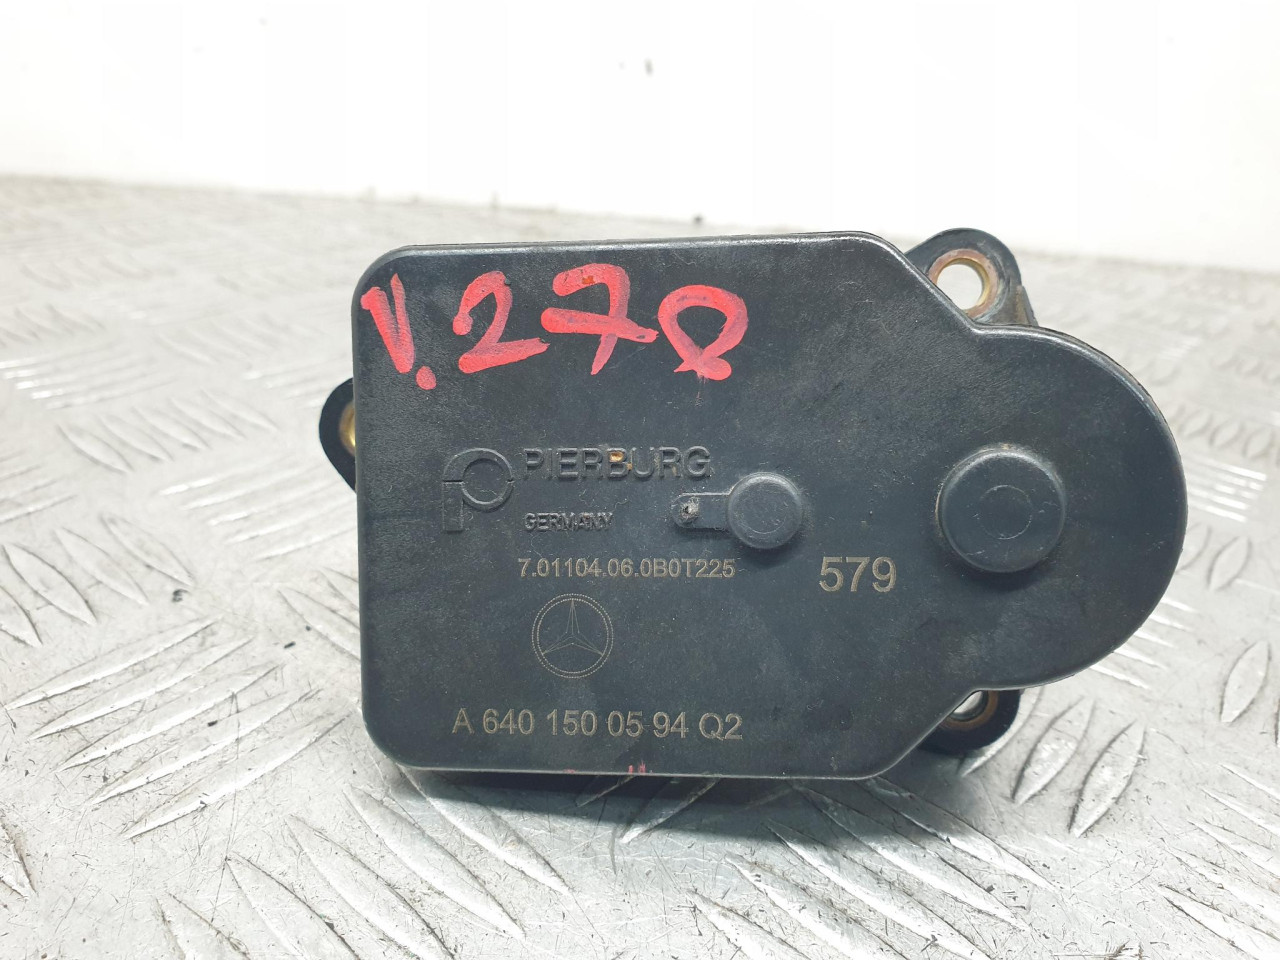 V.278
PIERBURG
GERMANY
7.01104.06.0B0T225
579
A 640 150 05 94 Q2